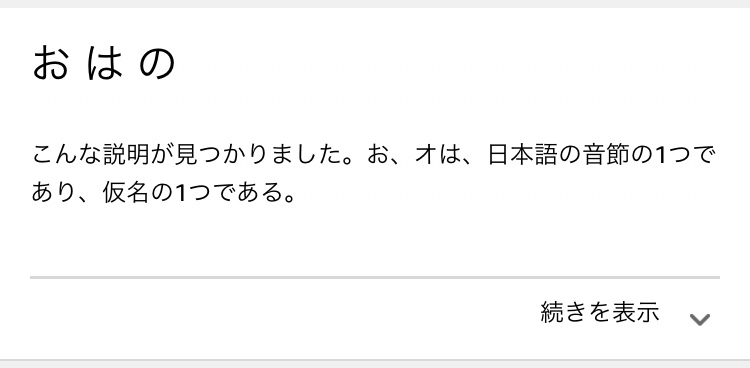 お は の
こんな説明が見つかりました。お、オは、日本語の音節の1つで
あり、仮名の1つである。
続きを表示